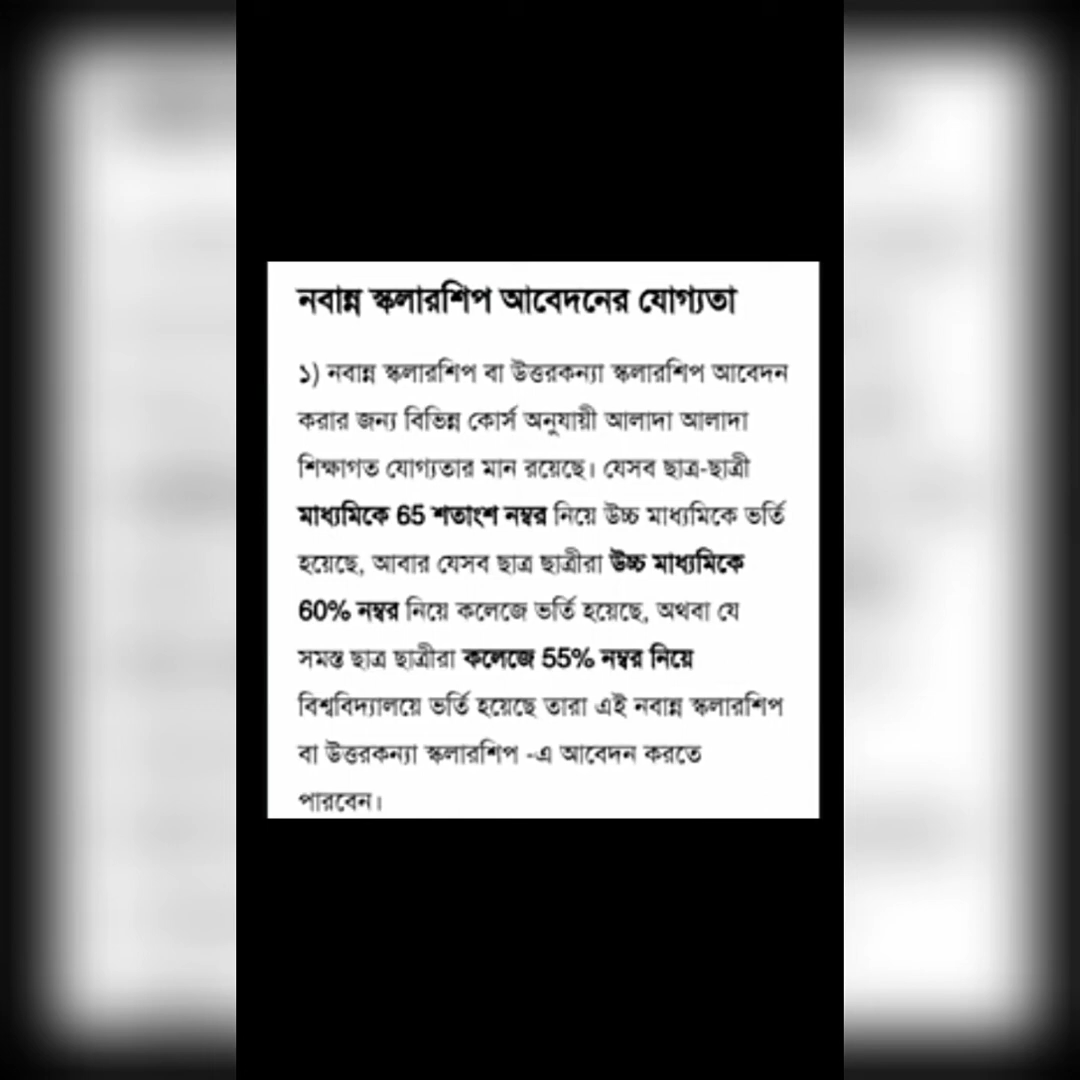 নবান্ন স্কলারশিপ আবেদনের যোগ্যতা
১) নবান্ন স্কলারশিপ বা উত্তরকন্যা স্কলারশিপ আবেদন
করার জন্য বিভিন্ন কোর্স অনুযায়ী আলাদা আলাদা
শিক্ষাগত যোগ্যতার মান রয়েছে। যেসব ছাত্র-ছাত্রী
মাধ্যমিকে 65 শতাংশ নম্বর নিয়ে উচ্চ মাধ্যমিকে ভর্তি
হয়েছে, আবার যেসব ছাত্র ছাত্রীরা উচ্চ মাধ্যমিকে
60% নম্বর নিয়ে কলেজে ভর্তি হয়েছে, অথবা যে
সমস্ত ছাত্র ছাত্রীরা কলেজে 55% নম্বর নিয়ে
বিশ্ববিদ্যালয়ে ভর্তি হয়েছে তারা এই নবান্ন স্কলারশিপ
বা উত্তরকন্যা স্কলারশিপ -এ আবেদন করতে
পারবেন।